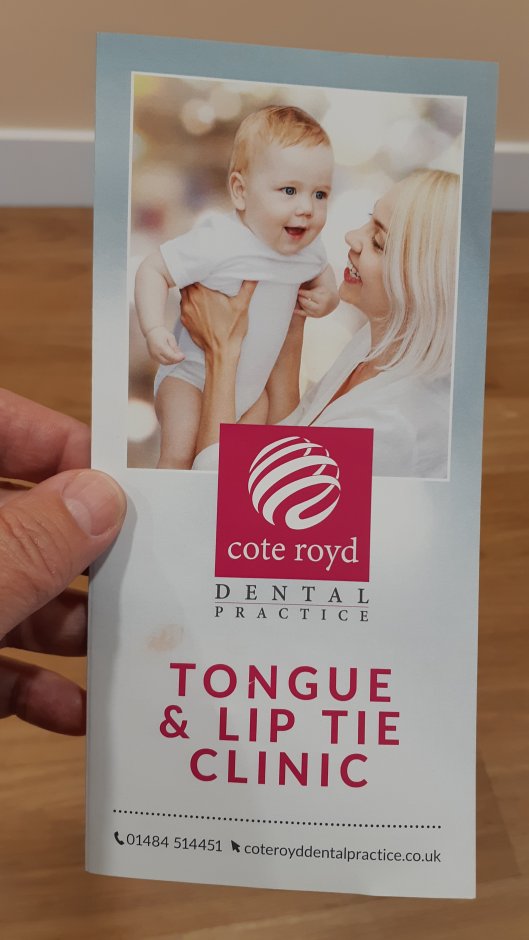 cote royd
DENTAL
PRACTICE
TONGUE
& LIP TIE
CLINIC
01484 514451 coteroyddentalpractice.co.uk